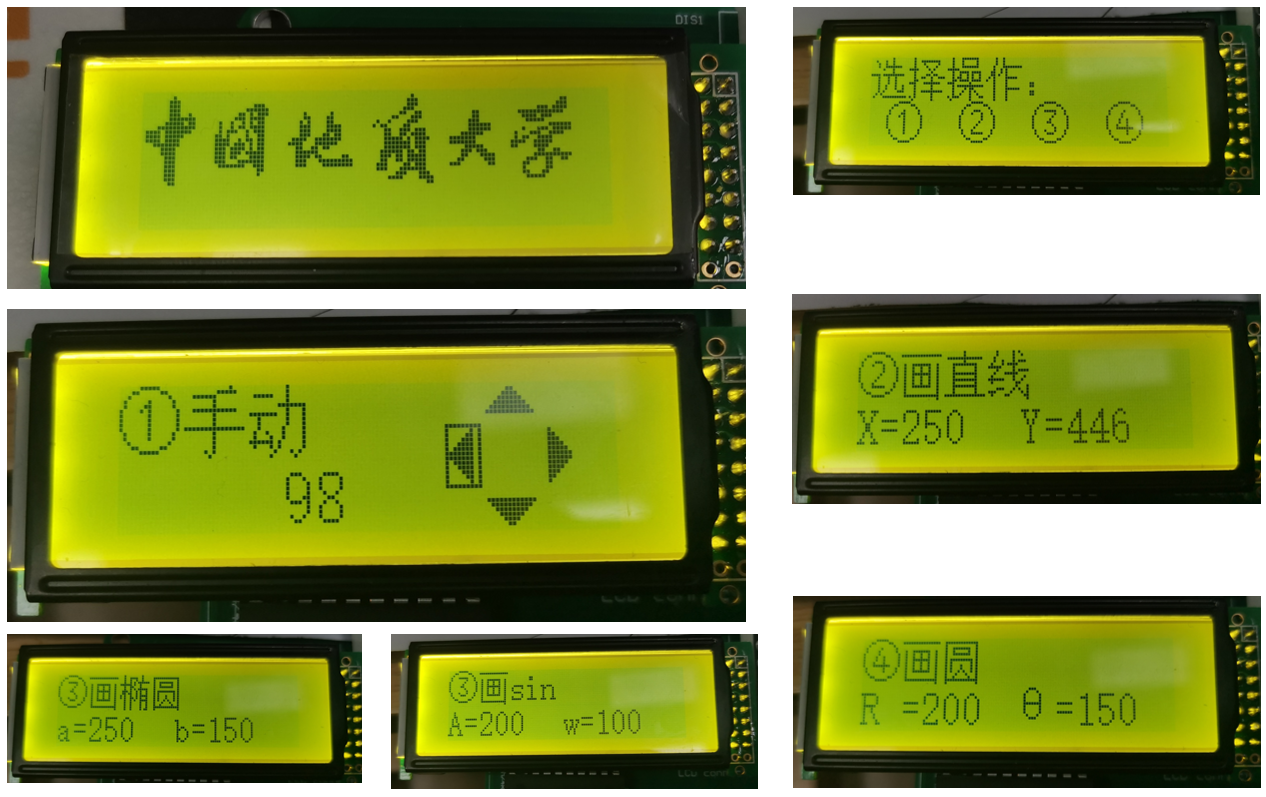 DIS1
中国地质大学
选择操作:
① ② ③ ④
①手动
98
②画直线
X=250 Y=446
③画椭圆
a=250 b=150
③画sin
A=200 w=100
④画圆
R =200 θ=150